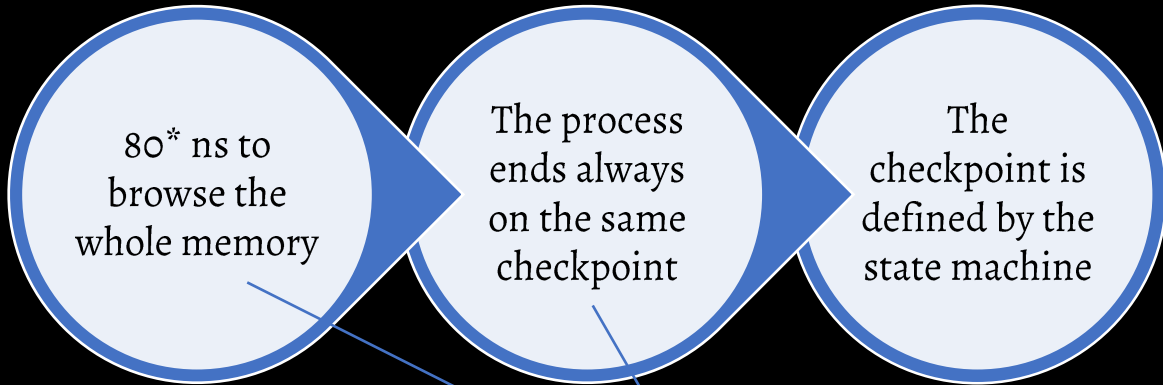 80* ns to
browse the
whole memory
The process
ends always
on the same
checkpoint
The
checkpoint is
defined by the
state machine